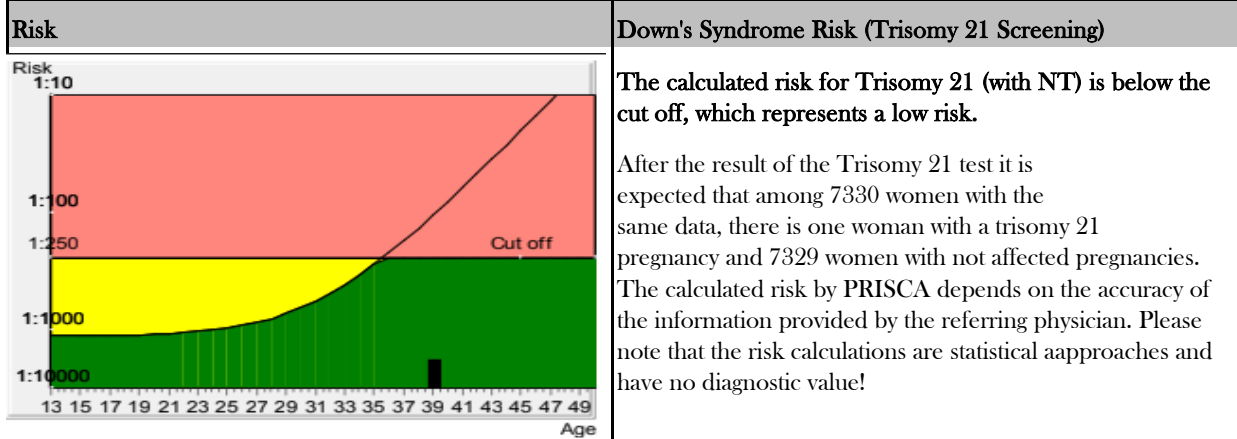 Risk
Risk
1:10
1:100
1:250
Cut off
1:1000
1:10000
13 15 17 19 21 23 25 27 29 31 33 35 37 39 41 43 45 47 49
Age
Down's Syndrome Risk (Trisomy 21 Screening)
The calculated risk for Trisomy 21 (with NT) is below the
cut off, which represents a low risk.
After the result of the Trisomy 21 test it is
expected that among 7330 women with the
same data, there is one woman with a trisomy 21
pregnancy and 7329 women with not affected pregnancies.
The calculated risk by PRISCA depends on the accuracy of
the information provided by the referring physician. Please
note that the risk calculations are statistical aapproaches and
have no diagnostic value!